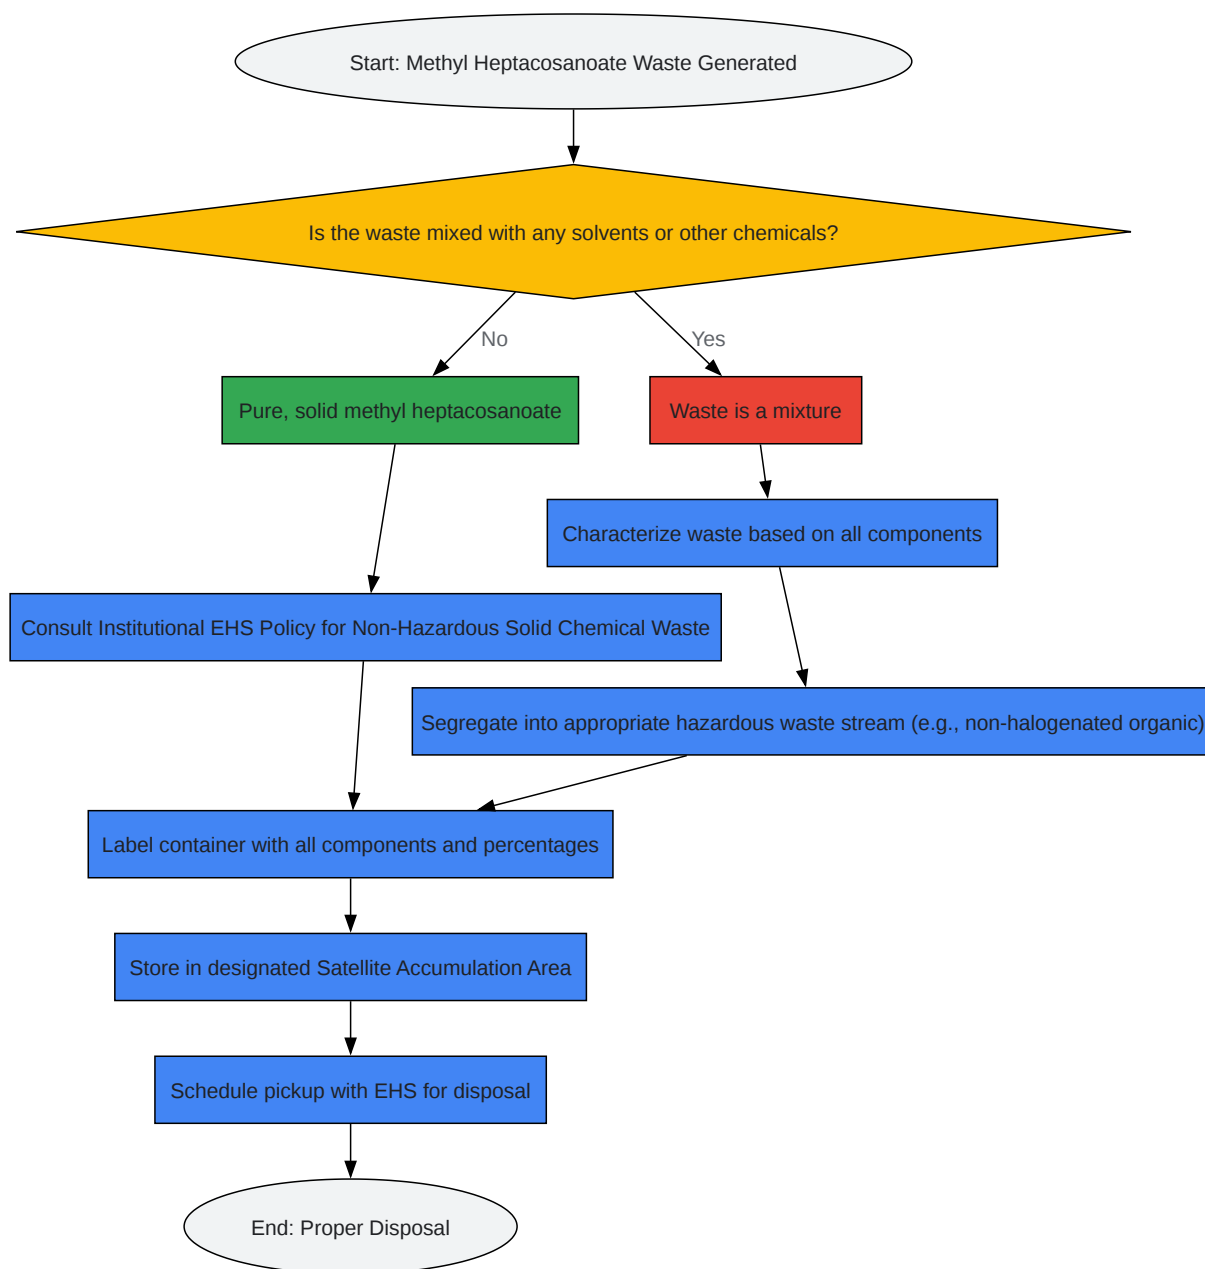 Start: Methyl Heptacosanoate Waste Generated
Is the waste mixed with any solvents or other chemicals?
No
Yes
Pure, solid methyl heptacosanoate
Waste is a mixture
Characterize waste based on all components
Consult Institutional EHS Policy for Non-Hazardous Solid Chemical Waste
Segregate into appropriate hazardous waste stream (e.g., non-halogenated organic)
Label container with all components and percentages
Store in designated Satellite Accumulation Area
Schedule pickup with EHS for disposal
End: Proper Disposal